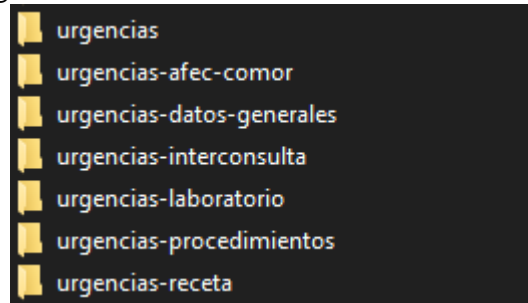 urgencias
urgencias-afec-comor
urgencias-datos-generales
urgencias-interconsulta
urgencias-laboratorio
urgencias-procedimientos
urgencias-receta